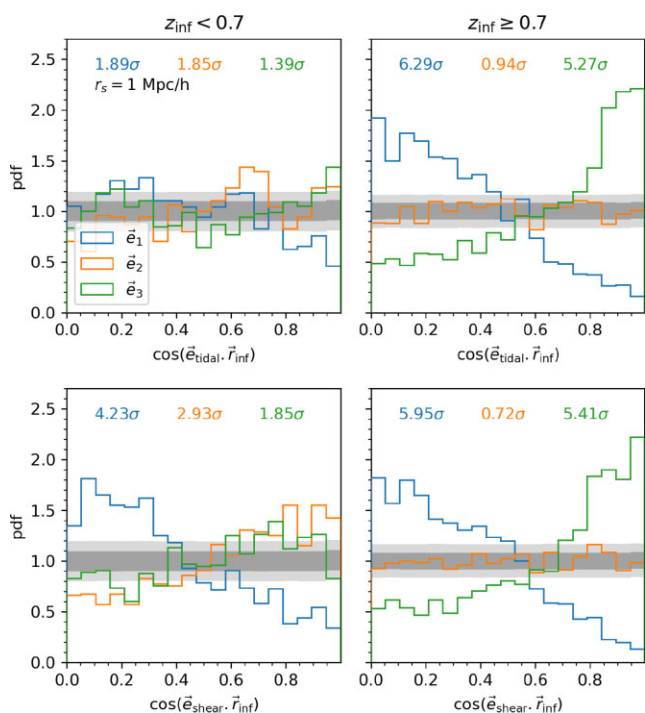 z_inf < 0.7
z_inf ≥ 0.7
1.89σ 1.85σ 1.39σ
r_s = 1 Mpc/h
6.29σ 0.94σ 5.27σ
2.5
2.0
1.5
1.0
0.5
0.0
pdf
e⃗_1
e⃗_2
e⃗_3
0.0 0.2 0.4 0.6 0.8
0.0 0.2 0.4 0.6 0.8
cos(e⃗_tidal. r⃗_inf)
cos(e⃗_tidal. r⃗_inf)
4.23σ 2.93σ 1.85σ
5.95σ 0.72σ 5.41σ
2.5
2.0
1.5
1.0
0.5
0.0
pdf
0.0 0.2 0.4 0.6 0.8
0.0 0.2 0.4 0.6 0.8
cos(e⃗_shear. r⃗_inf)
cos(e⃗_shear. r⃗_inf)